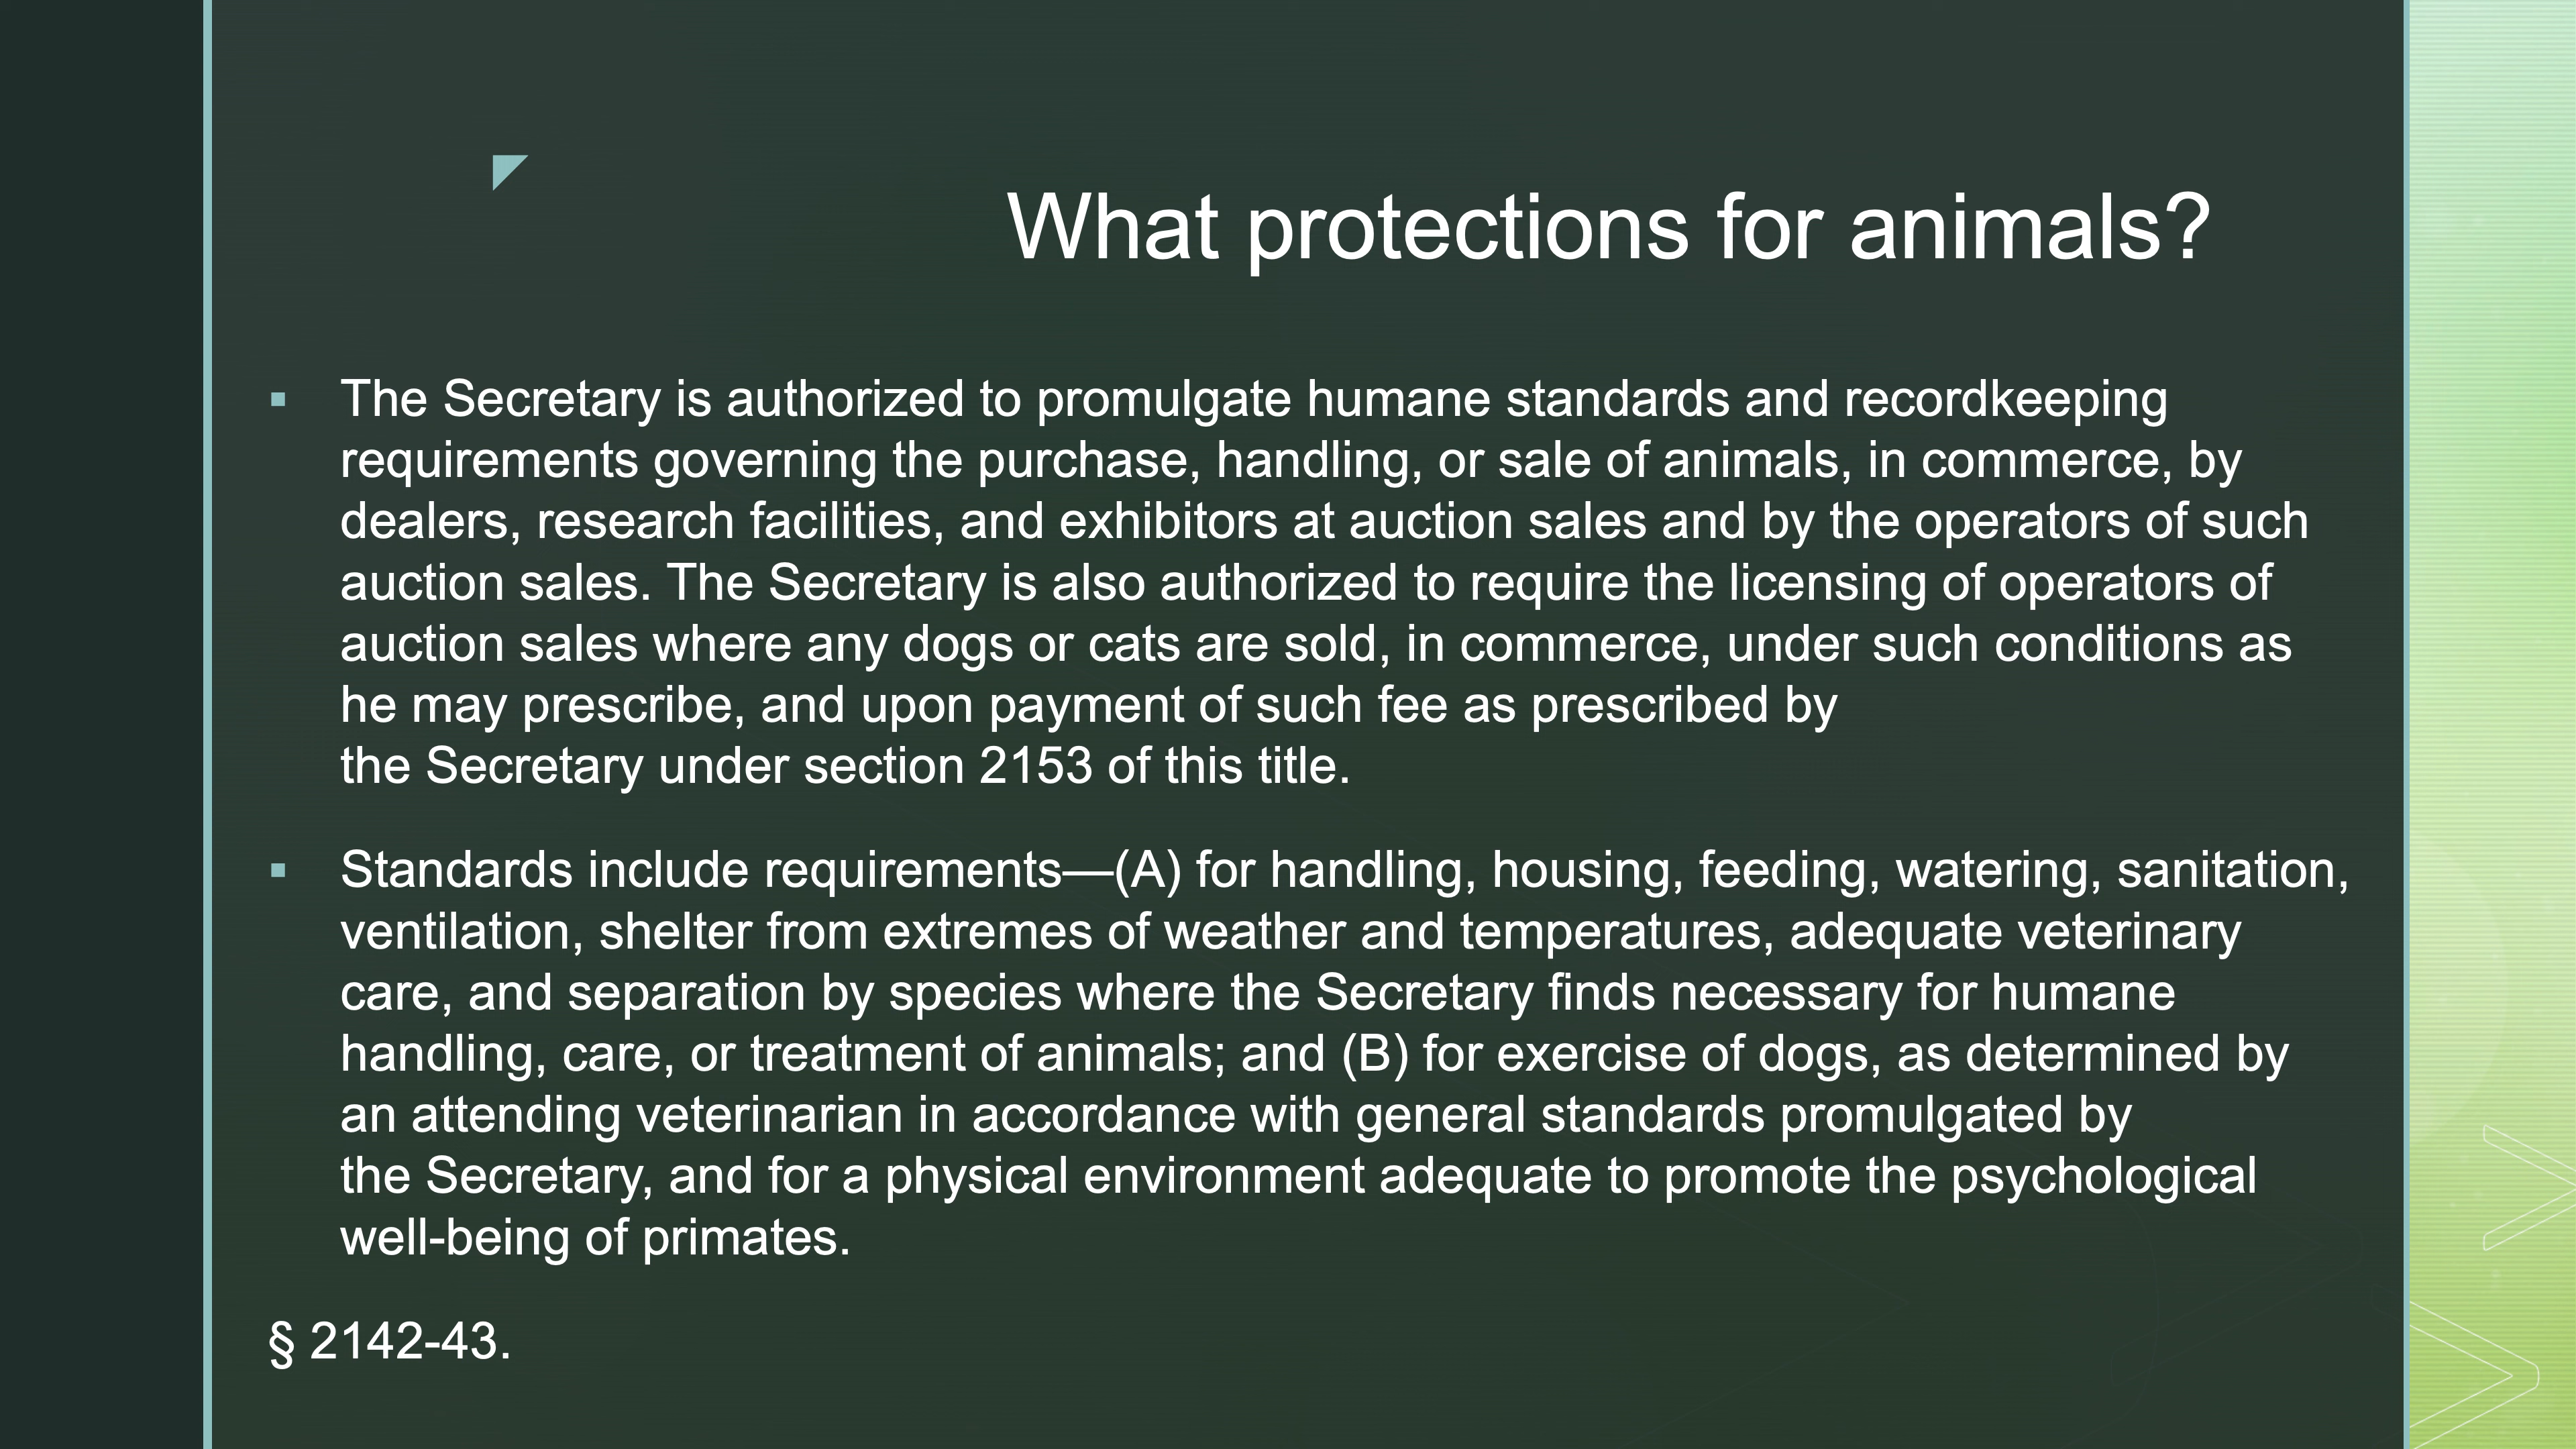 What protections for animals?
▪ The Secretary is authorized to promulgate humane standards and recordkeeping
requirements governing the purchase, handling, or sale of animals, in commerce, by
dealers, research facilities, and exhibitors at auction sales and by the operators of such
auction sales. The Secretary is also authorized to require the licensing of operators of
auction sales where any dogs or cats are sold, in commerce, under such conditions as
he may prescribe, and upon payment of such fee as prescribed by
the Secretary under section 2153 of this title.
▪ Standards include requirements—(A) for handling, housing, feeding, watering, sanitation,
ventilation, shelter from extremes of weather and temperatures, adequate veterinary
care, and separation by species where the Secretary finds necessary for humane
handling, care, or treatment of animals; and (B) for exercise of dogs, as determined by
an attending veterinarian in accordance with general standards promulgated by
the Secretary, and for a physical environment adequate to promote the psychological
well-being of primates.
§ 2142-43.